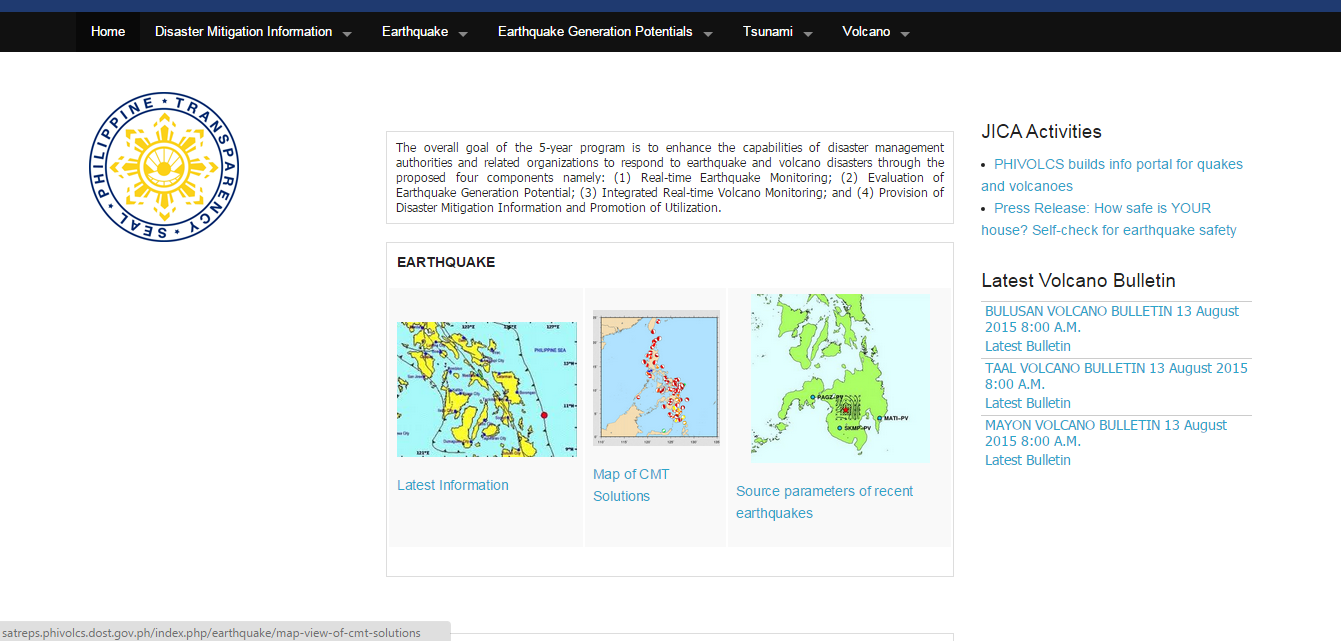 Home Disaster Mitigation Information Earthquake Earthquake Generation Potentials Tsunami Volcano
PHILIPPINE * TRANSPARENCY SEAL *
The overall goal of the 5-year program is to enhance the capabilities of disaster management
authorities and related organizations to respond to earthquake and volcano disasters through the
proposed four components namely: (1) Real-time Earthquake Monitoring; (2) Evaluation of
Earthquake Generation Potential; (3) Integrated Real-time Volcano Monitoring; and (4) Provision of
Disaster Mitigation Information and Promotion of Utilization.
EARTHQUAKE
PHILIPPINE SEA
Latest Information
Map of CMT
Solutions
PAGZ-PV
MATI-PV
SKMP-PV
Source parameters of recent
earthquakes
JICA Activities
• PHIVOLCS builds info portal for quakes
and volcanoes
• Press Release: How safe is YOUR
house? Self-check for earthquake safety
Latest Volcano Bulletin
BULUSAN VOLCANO BULLETIN 13 August
2015 8:00 A.M.
Latest Bulletin
TAAL VOLCANO BULLETIN 13 August 2015
8:00 A.M.
Latest Bulletin
MAYON VOLCANO BULLETIN 13 August
2015 8:00 A.M.
Latest Bulletin
satreps.phivolcs.dost.gov.ph/index.php/earthquake/map-view-of-cmt-solutions